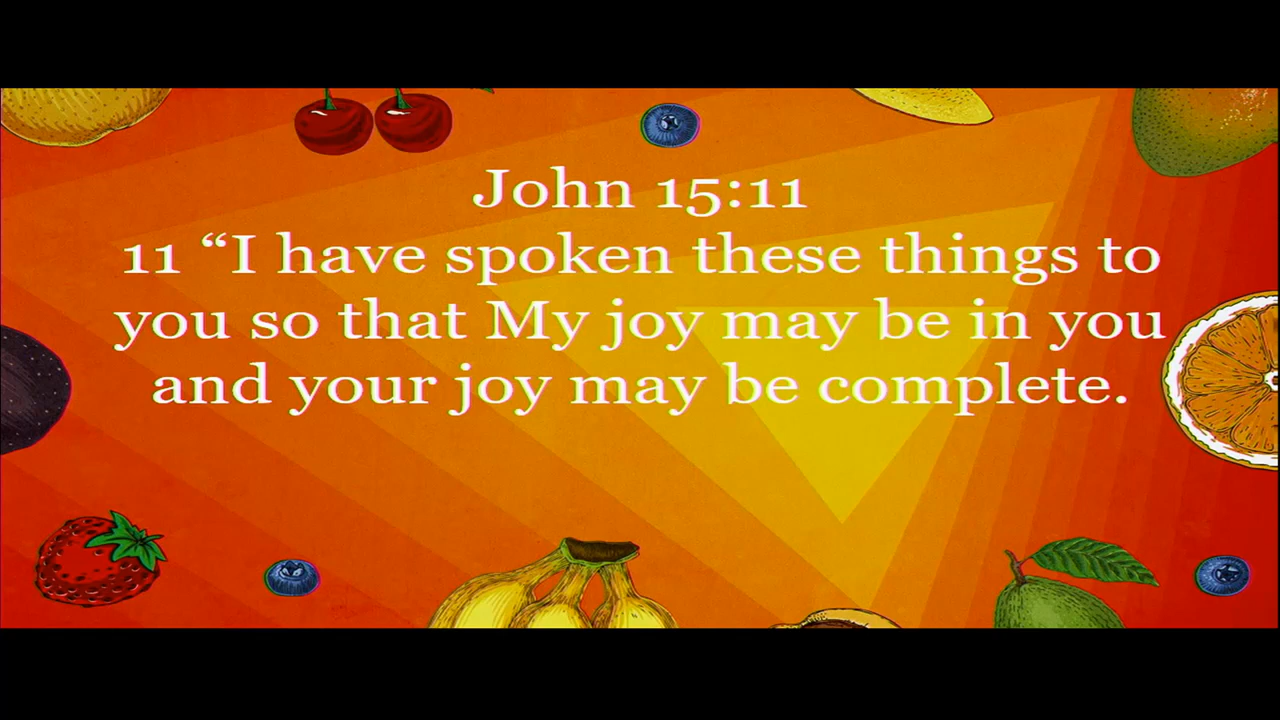 John 15:11
11 “I have spoken these things to
you so that My joy may be in you
and your joy may be complete.